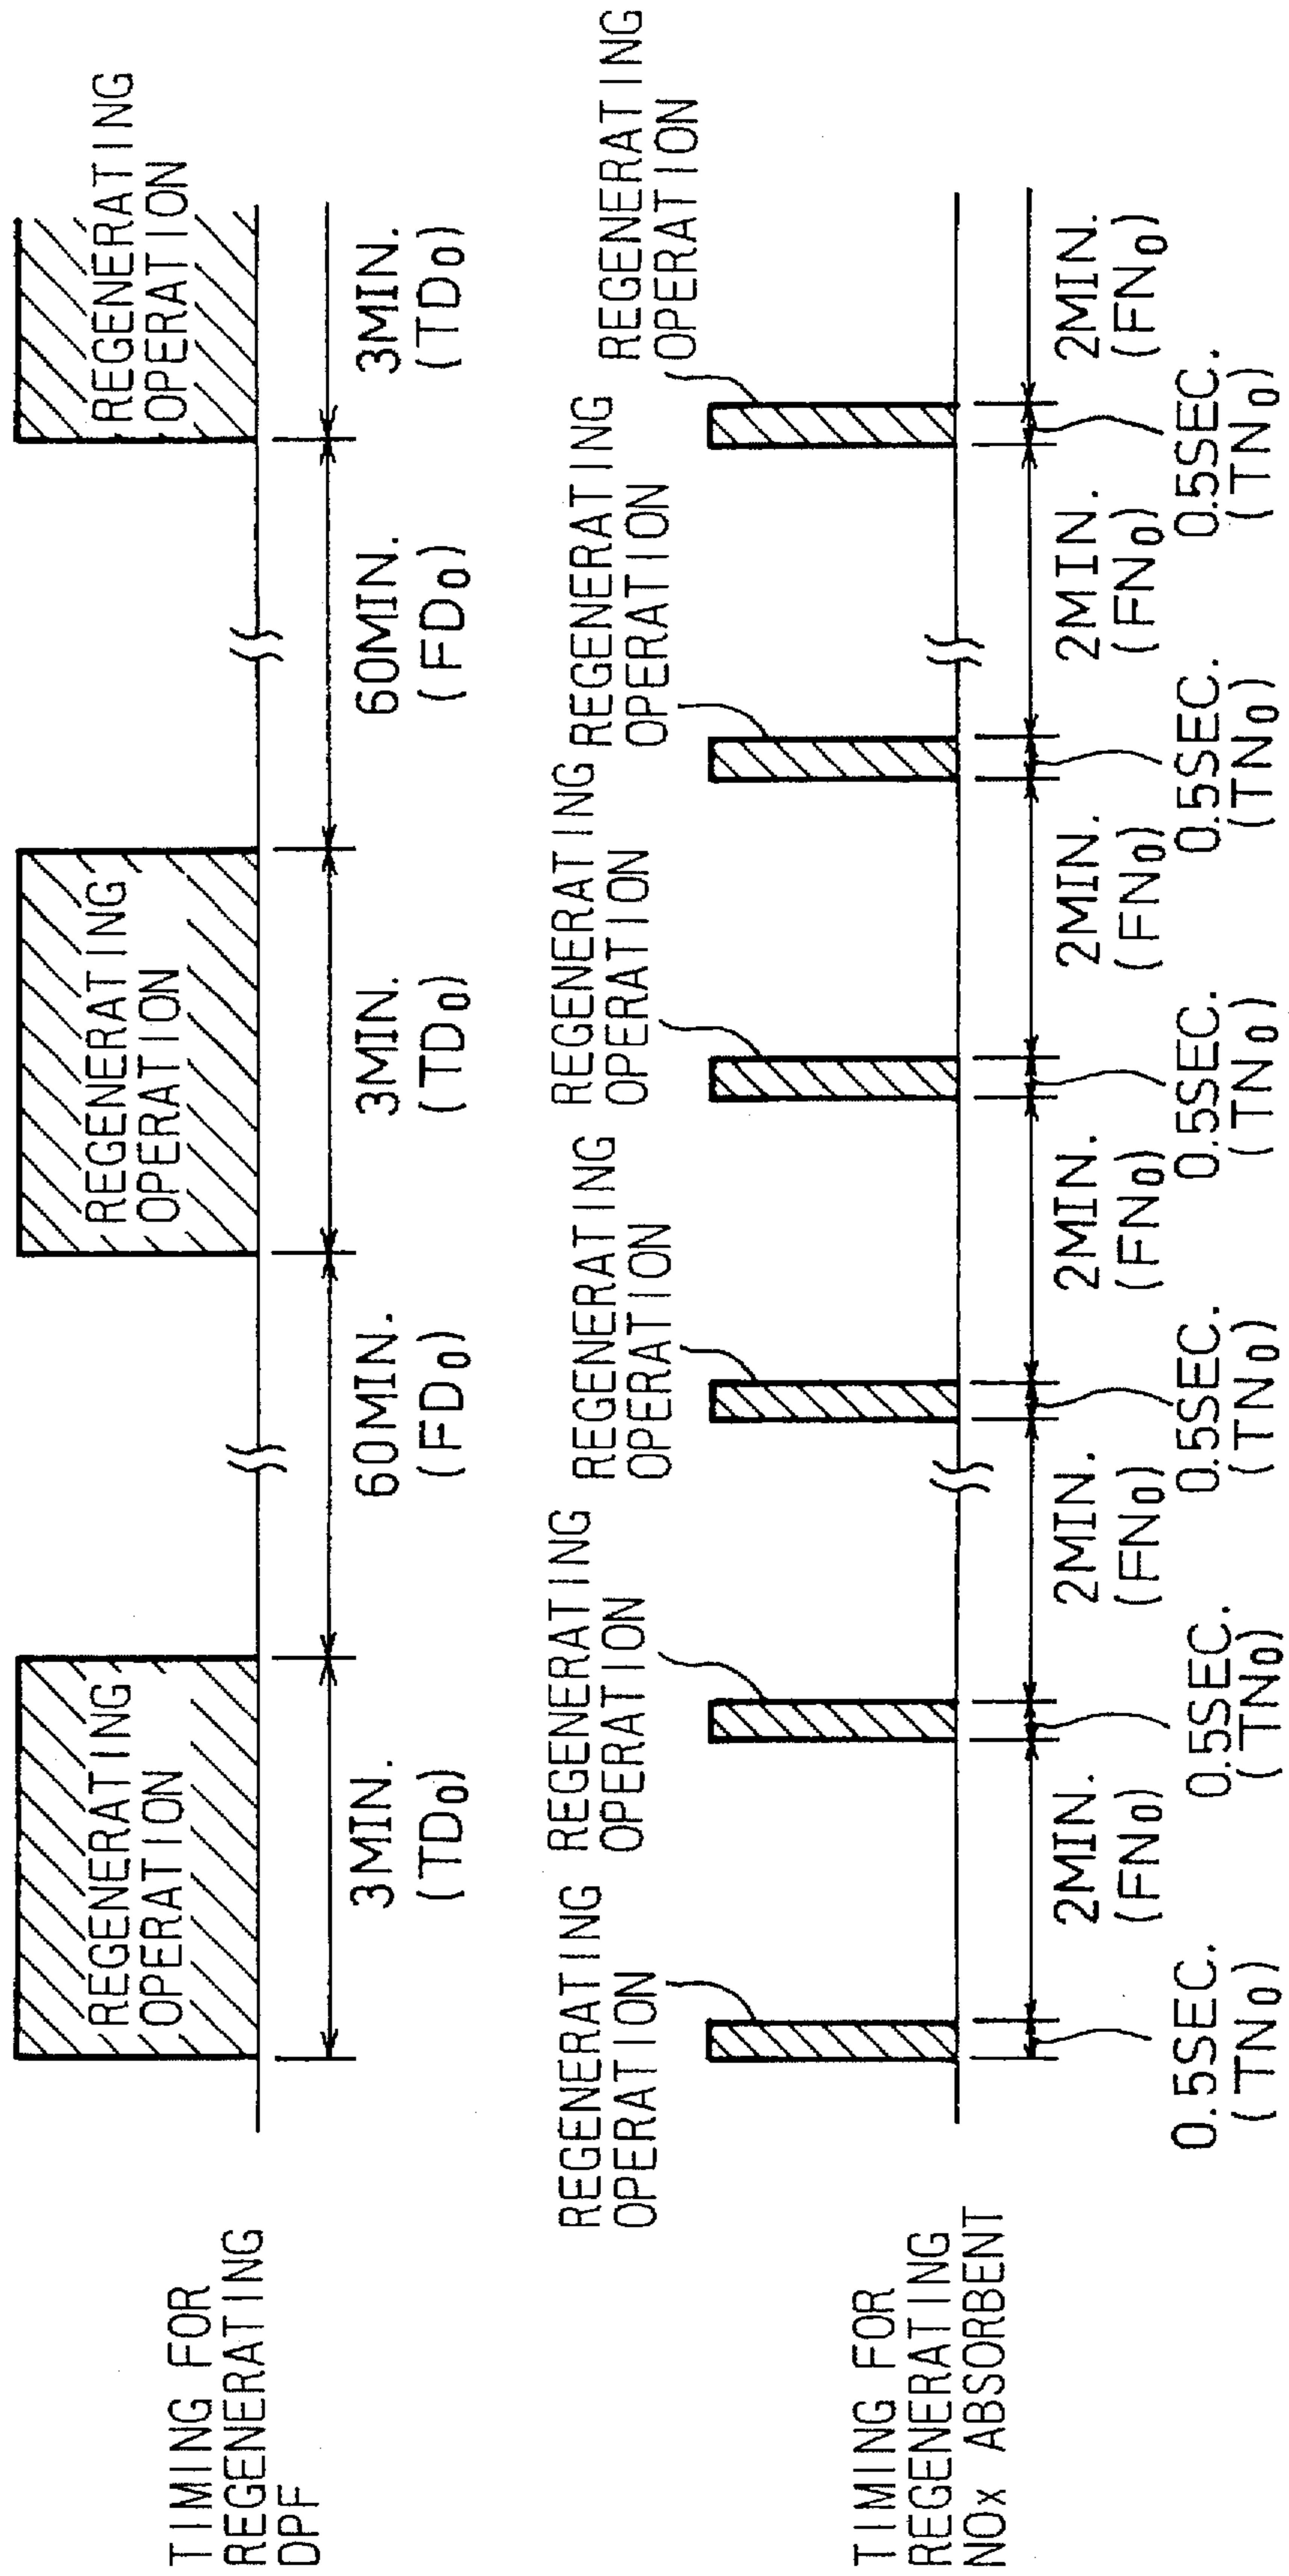 TIMING FOR
REGENERATING
DPF
REGENERATING
OPERATION
REGENERATING
OPERATION
REGENERATING
OPERATION
3MIN.
(TD₀)
60MIN.
(FD₀)
3MIN.
(TD₀)
60MIN.
(FD₀)
3MIN.
(TD₀)
TIMING FOR
REGENERATING
NOx ABSORBENT
REGENERATING
OPERATION
REGENERATING
OPERATION
REGENERATING
OPERATION
REGENERATING
OPERATION
REGENERATING
OPERATION
REGENERATING
OPERATION
0.5SEC.
(TN₀)
2MIN.
(FN₀)
0.5SEC.
(TN₀)
2MIN.
(FN₀)
0.5SEC.
(TN₀)
2MIN.
(FN₀)
0.5SEC.
(TN₀)
2MIN.
(FN₀)
0.5SEC.
(TN₀)
2MIN.
(FN₀)
0.5SEC.
(TN₀)
2MIN.
(FN₀)